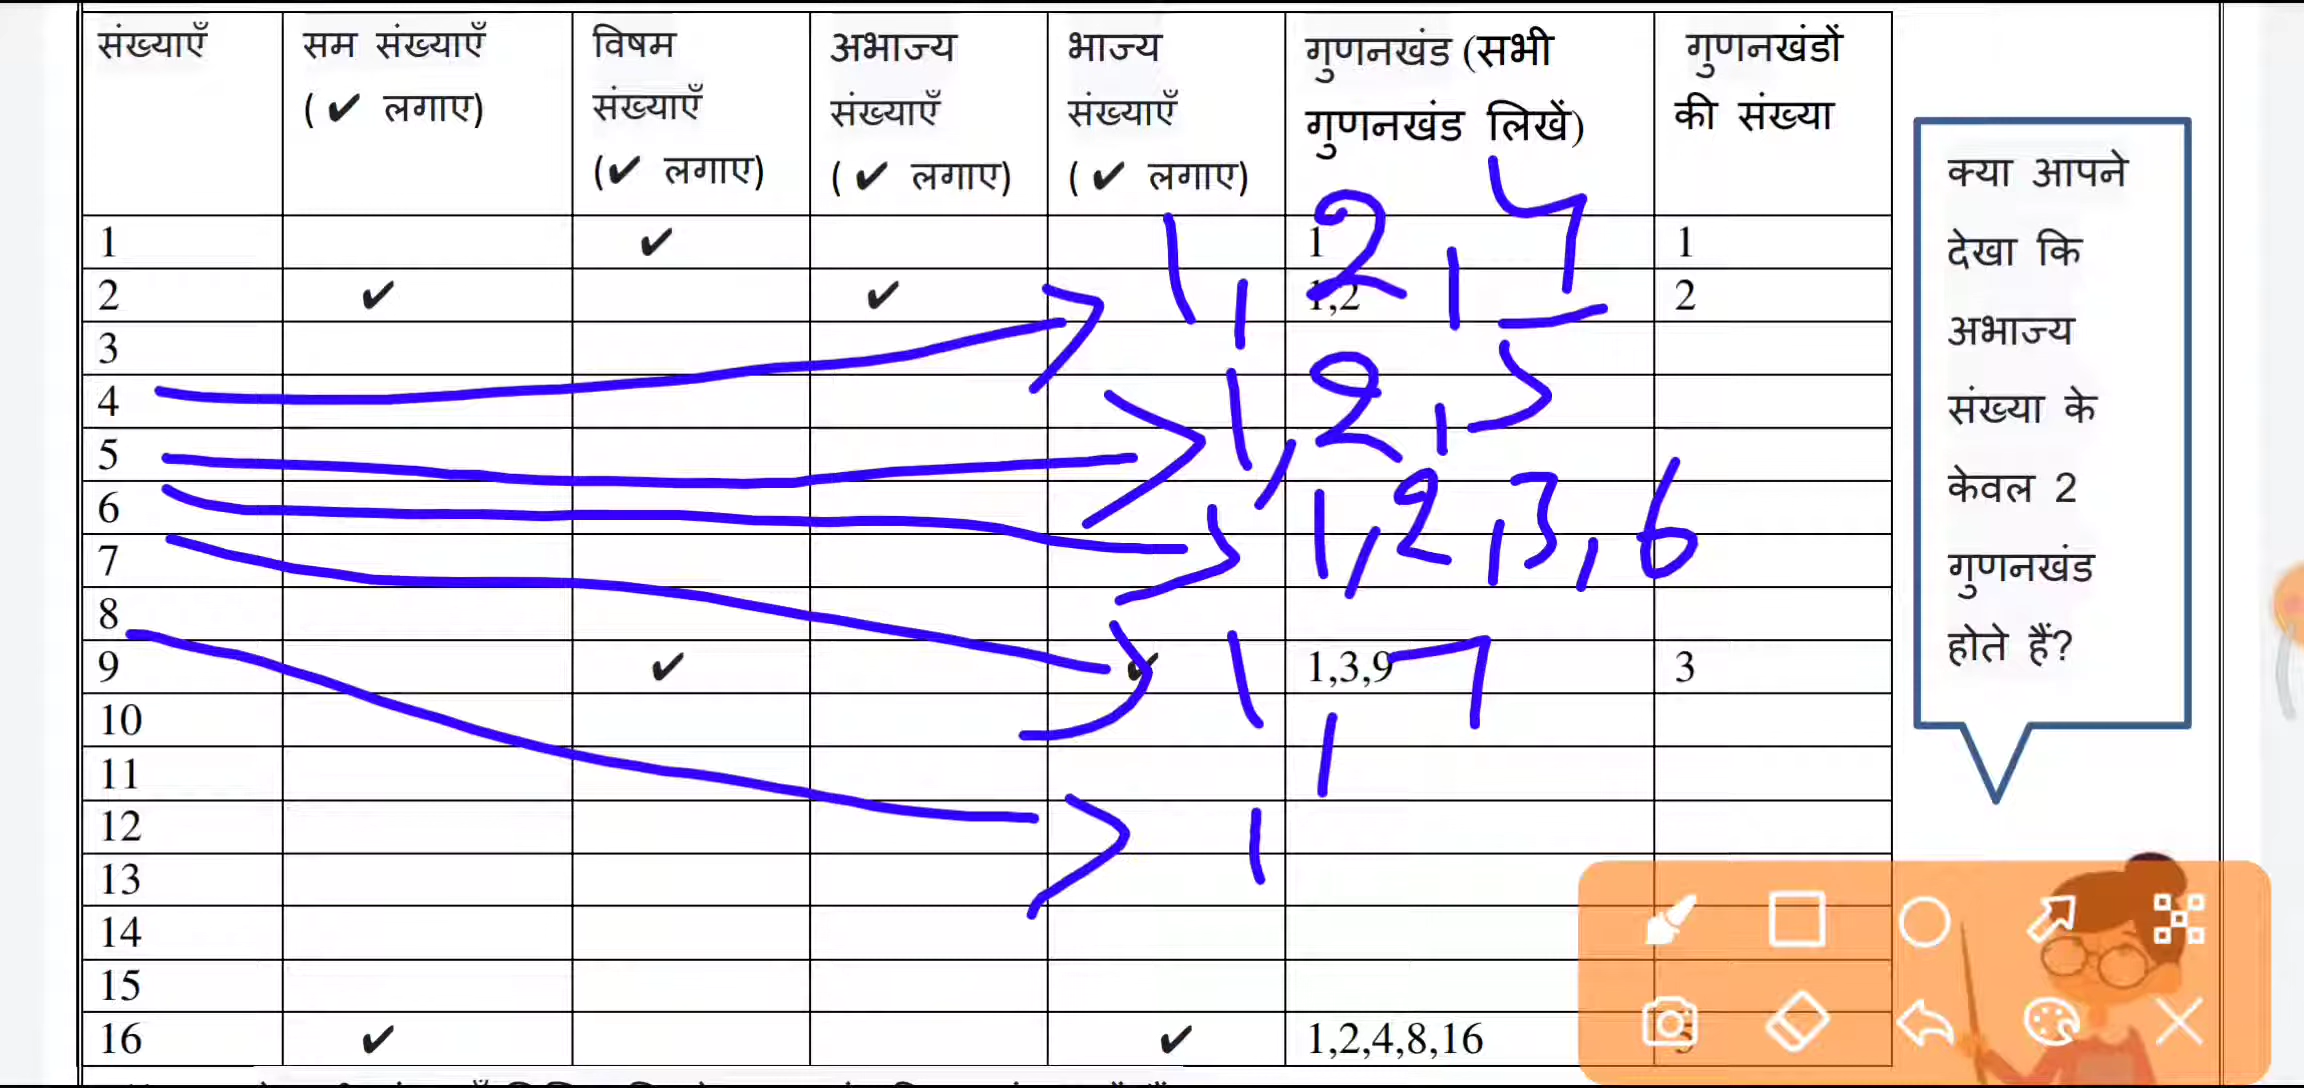 संख्याएँ सम संख्याएँ ( ✔ लगाए) विषम संख्याएँ (✔ लगाए) अभाज्य संख्याएँ ( ✔ लगाए) भाज्य संख्याएँ ( ✔ लगाए) गुणनखंड (सभी गुणनखंड लिखें) गुणनखंडों की संख्या
1 ✔ 1 1
2 ✔ ✔ 1,2 2
3
4
5
6
7
8
9 ✔ ✔ 1,3,9 3
10
11
12
13
14
15
16 ✔ ✔ 1,2,4,8,16 5
1, 2, 4
1, 2,
1, 2, 3, 6
1 7
1
क्या आपने
देखा कि
अभाज्य
संख्या के
केवल 2
गुणनखंड
होते हैं?